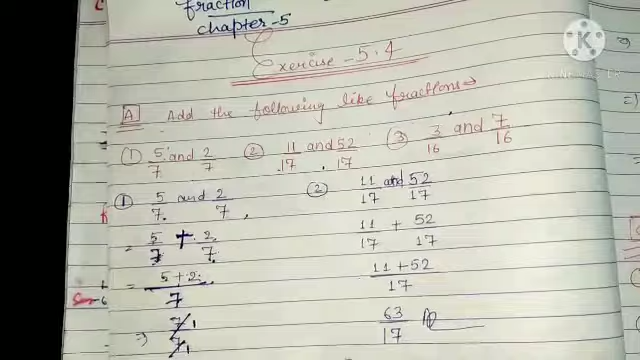 fraction
chapter-5
Exercise - 5.4
A Add the following like fractions →
① 5/7 and 2/7 ② 11/17 and 52/17 ③ 3/16 and 7/16
① 5/7 and 2/7
= 5/7 + 2/7
= 5+2/7
⇒ 7/7 1/1
② 11/17 and 52/17
11/17 + 52/17
11+52/17
63/17
K